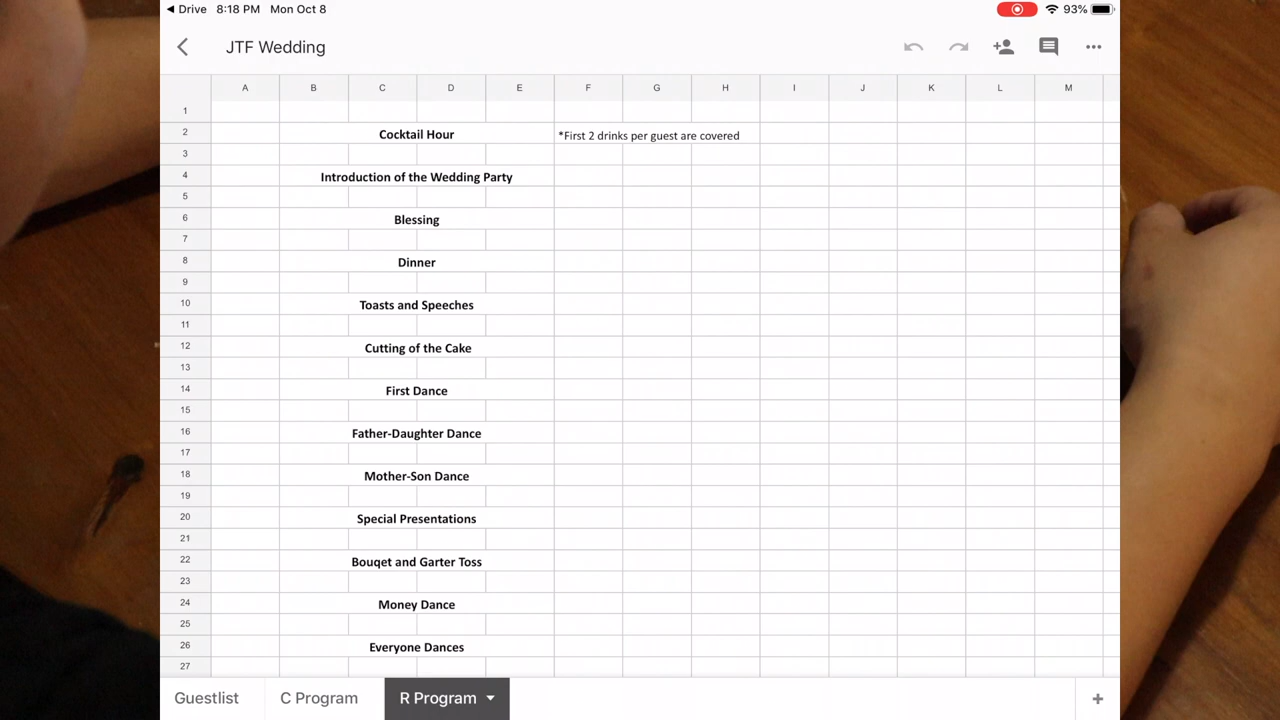 Drive 8:18 PM Mon Oct 8 93%
JTF Wedding
A B C D E F G H I J K L M
1
2 Cocktail Hour *First 2 drinks per guest are covered
3
4 Introduction of the Wedding Party
5
6 Blessing
7
8 Dinner
9
10 Toasts and Speeches
11
12 Cutting of the Cake
13
14 First Dance
15
16 Father-Daughter Dance
17
18 Mother-Son Dance
19
20 Special Presentations
21
22 Bouqet and Garter Toss
23
24 Money Dance
25
26 Everyone Dances
27
Guestlist C Program R Program